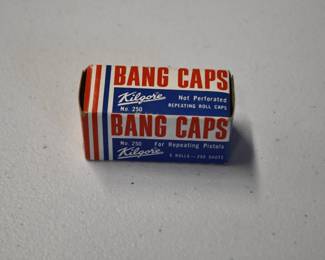 BANG CAPS
Kilgore Not Perforated
No. 250 REPEATING ROLL CAPS
BANG CAPS
No. 250 For Repeating Pistols
Kilgore 5 ROLLS—250 SHOTS